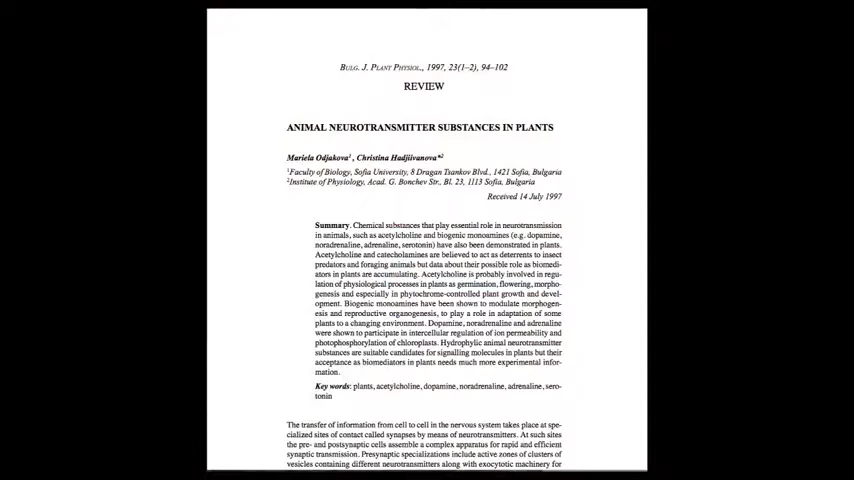 BULG. J. PLANT PHYSIOL., 1997, 23(1–2), 94–102
REVIEW
ANIMAL NEUROTRANSMITTER SUBSTANCES IN PLANTS
Mariela Odjakova¹, Christina Hadjiivanova*²
¹Faculty of Biology, Sofia University, 8 Dragan Tsankov Blvd., 1421 Sofia, Bulgaria
²Institute of Physiology, Acad. G. Bonchev Str., Bl. 23, 1113 Sofia, Bulgaria
Received 14 July 1997
Summary. Chemical substances that play essential role in neurotransmission
in animals, such as acetylcholine and biogenic monoamines (e.g. dopamine,
noradrenaline, adrenaline, serotonin) have also been demonstrated in plants.
Acetylcholine and catecholamines are believed to act as deterrents to insect
predators and foraging animals but data about their possible role as biomedi-
ators in plants are accumulating. Acetylcholine is probably involved in regu-
lation of physiological processes in plants as germination, flowering, morpho-
genesis and especially in phytochrome-controlled plant growth and devel-
opment. Biogenic monoamines have been shown to modulate morphogen-
esis and reproductive organogenesis, to play a role in adaptation of some
plants to a changing environment. Dopamine, noradrenaline and adrenaline
were shown to participate in intercellular regulation of ion permeability and
photophosphorylation of chloroplasts. Hydrophylic animal neurotransmitter
substances are suitable candidates for signalling molecules in plants but their
acceptance as biomediators in plants needs much more experimental infor-
mation.
Key words: plants, acetylcholine, dopamine, noradrenaline, adrenaline, sero-
tonin
The transfer of information from cell to cell in the nervous system takes place at spe-
cialized sites of contact called synapses by means of neurotransmitters. At such sites
the pre- and postsynaptic cells assemble a complex apparatus for rapid and efficient
synaptic transmission. Presynaptic specializations include active zones of clusters of
vesicles containing different neurotransmitters along with exocytotic machinery for